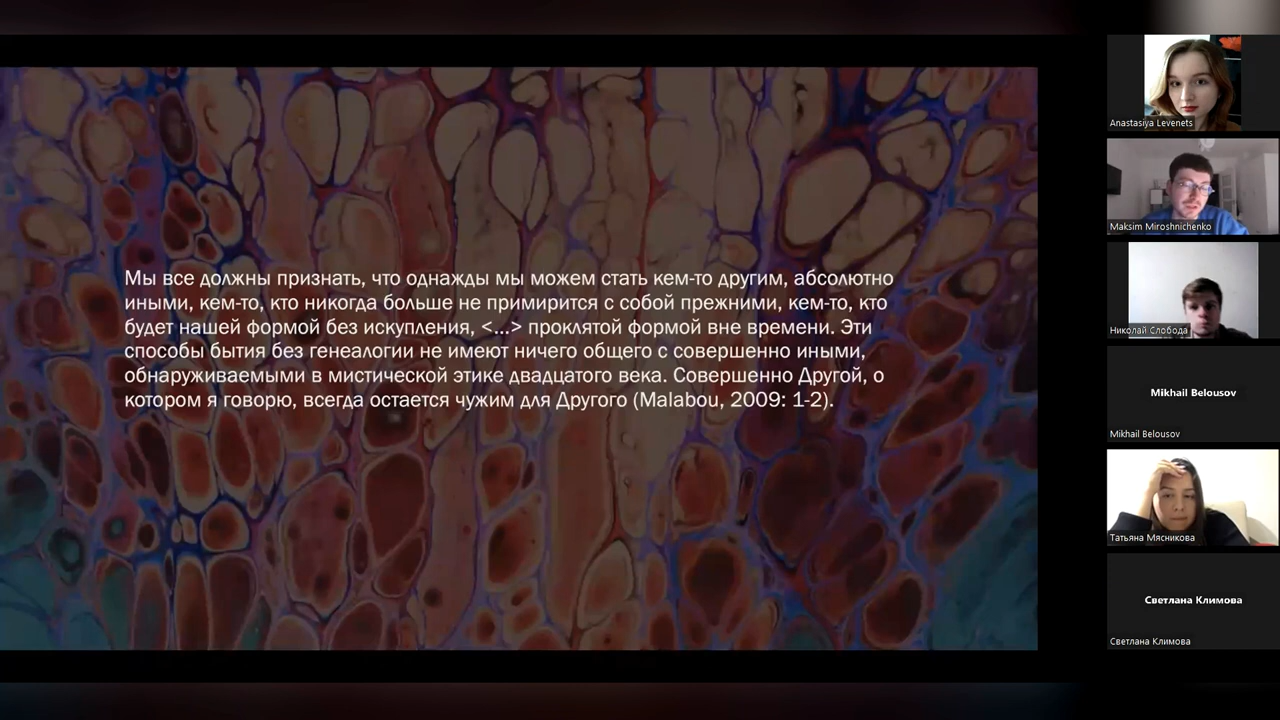 Мы все должны признать, что однажды мы можем стать кем-то другим, абсолютно
иными, кем-то, кто никогда больше не примирится с собой прежними, кем-то, кто
будет нашей формой без искупления, <...> проклятой формой вне времени. Эти
способы бытия без генеалогии не имеют ничего общего с совершенно иными,
обнаруживаемыми в мистической этике двадцатого века. Совершенно Другой, о
котором я говорю, всегда остается чужим для Другого (Malabou, 2009: 1-2).
Anastasiya Levenets
Maksim Miroshnichenko
Николай Слобода
Mikhail Belousov
Mikhail Belousov
Татьяна Мясникова
Светлана Климова
Светлана Климова